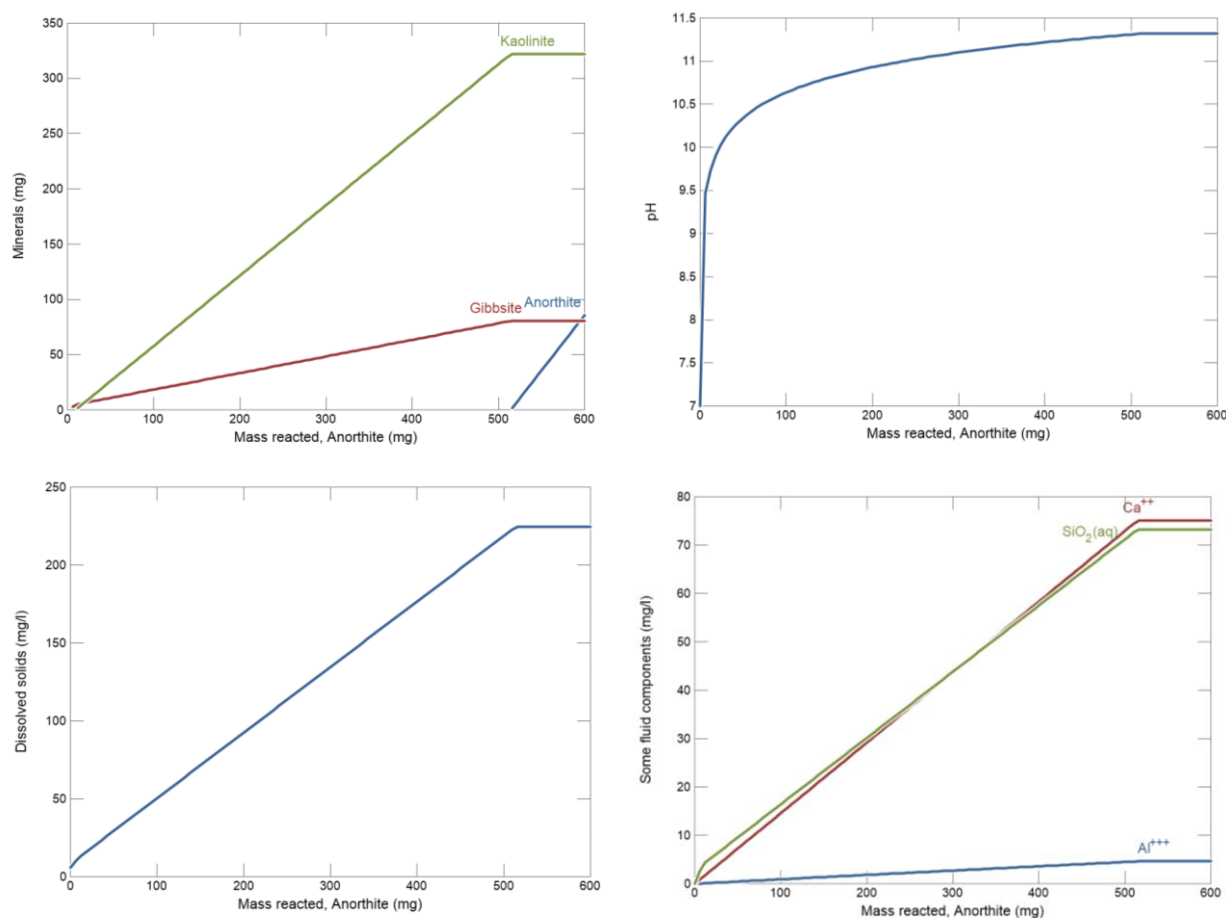 350
300
250
200
150
100
50
0
Minerals (mg)
Kaolinite
Gibbsite
Anorthite
0 100 200 300 400 500 600
Mass reacted, Anorthite (mg)
11.5
11
10.5
10
9.5
9
8.5
8
7.5
7
pH
0 100 200 300 400 500 600
Mass reacted, Anorthite (mg)
250
200
150
100
50
0
Dissolved solids (mg/l)
0 100 200 300 400 500 600
Mass reacted, Anorthite (mg)
80
70
60
50
40
30
20
10
0
Some fluid components (mg/l)
Ca⁺⁺
SiO₂(aq)
Al⁺⁺⁺
0 100 200 300 400 500 600
Mass reacted, Anorthite (mg)